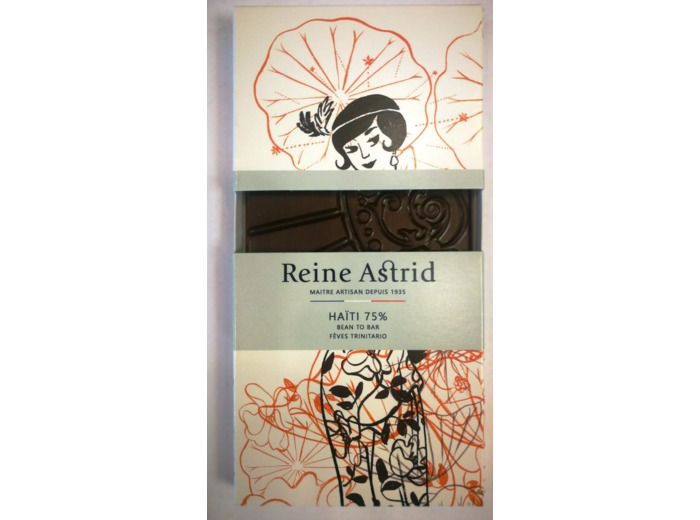 Reine Astrid
MAITRE ARTISAN DEPUIS 1935
HAÏTI 75%
BEAN TO BAR
FÈVES TRINITARIO